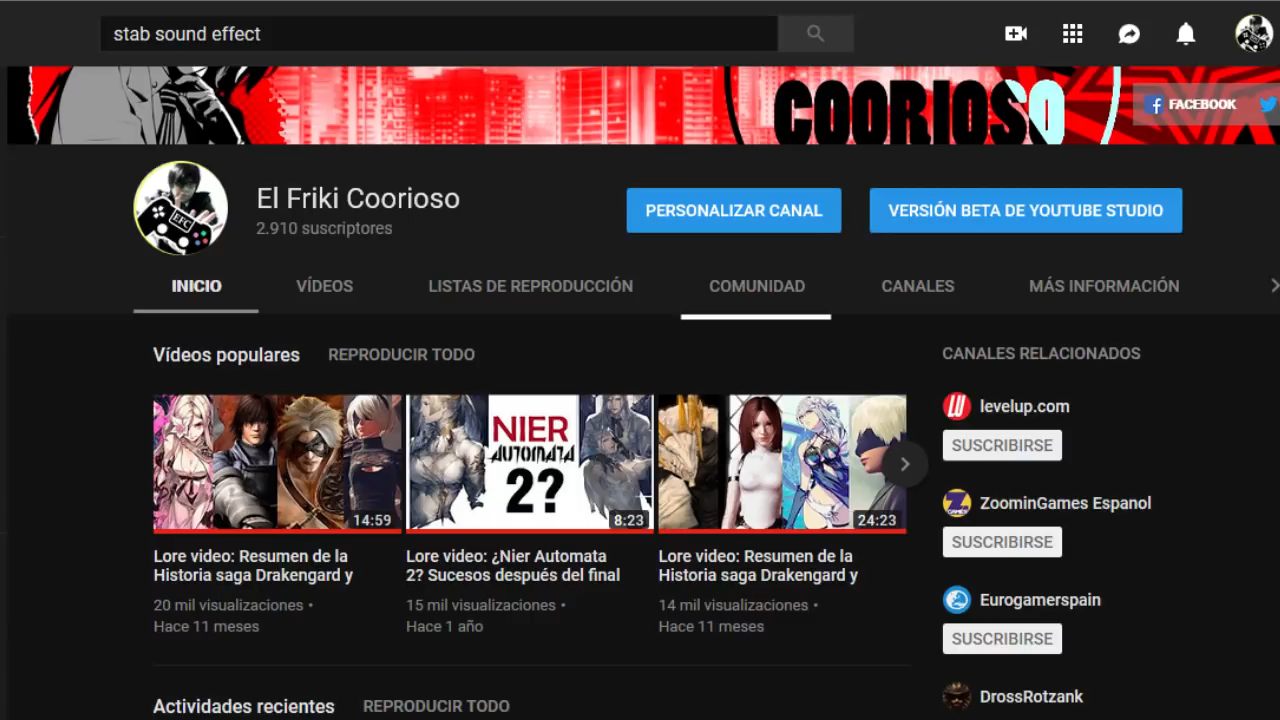 stab sound effect
COORIOSO
FACEBOOK
EFC
El Friki Coorioso
2.910 suscriptores
PERSONALIZAR CANAL
VERSIÓN BETA DE YOUTUBE STUDIO
INICIO
VÍDEOS
LISTAS DE REPRODUCCIÓN
COMUNIDAD
CANALES
MÁS INFORMACIÓN
Vídeos populares
REPRODUCIR TODO
14:59
NIER
AUTOMATA
2?
8:23
24:23
Lore video: Resumen de la
Historia saga Drakengard y
20 mil visualizaciones •
Hace 11 meses
Lore video: ¿Nier Automata
2? Sucesos después del final
15 mil visualizaciones •
Hace 1 año
Lore video: Resumen de la
Historia saga Drakengard y
14 mil visualizaciones •
Hace 11 meses
CANALES RELACIONADOS
levelup.com
SUSCRIBIRSE
ZoominGames Espanol
SUSCRIBIRSE
Eurogamerspain
SUSCRIBIRSE
DrossRotzank
Actividades recientes
REPRODUCIR TODO